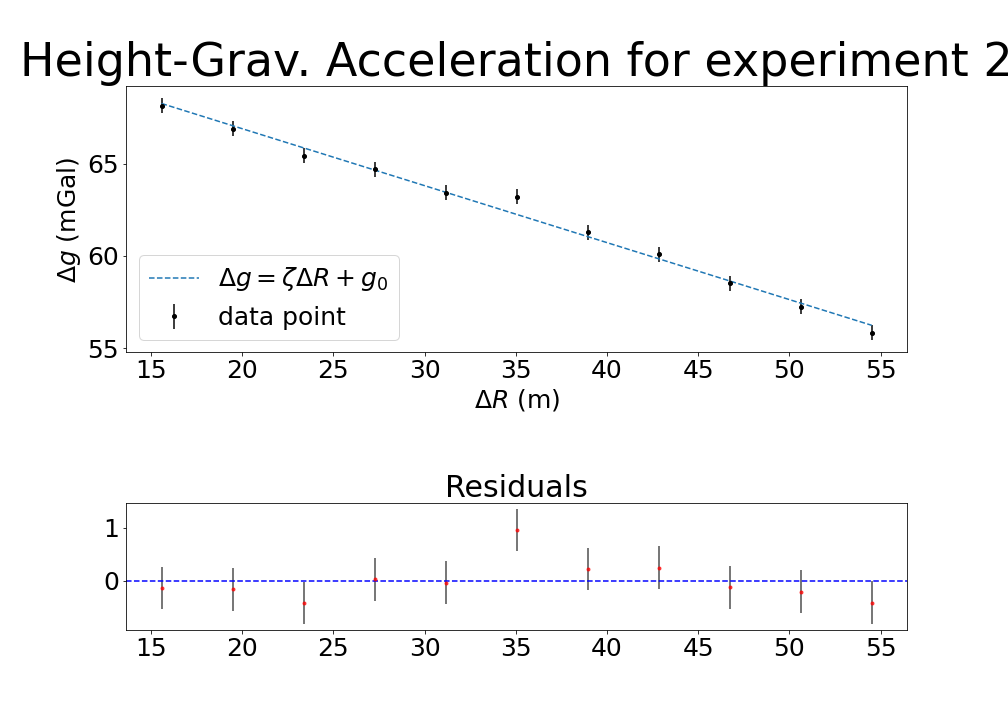 Height-Grav. Acceleration for experiment 2
Δg (mGal)
65
60
55
Δg = ζΔR + g₀
data point
15 20 25 30 35 40 45 50 55
ΔR (m)
Residuals
1
0
15 20 25 30 35 40 45 50 55